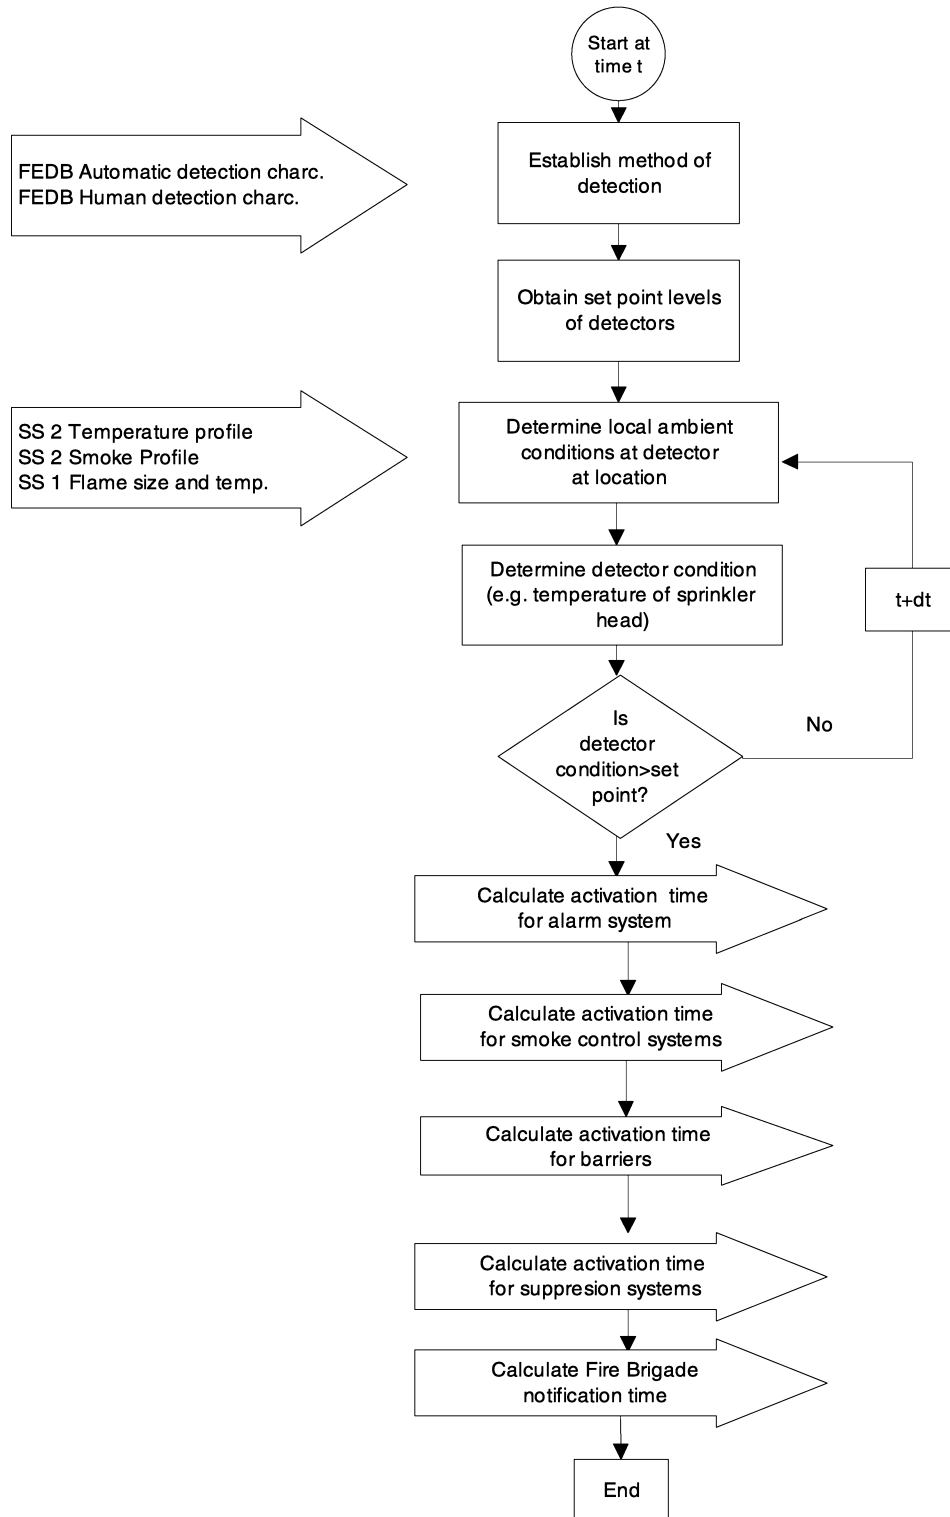 Start at
time t
FEDB Automatic detection charc.
FEDB Human detection charc.
Establish method of
detection
Obtain set point levels
of detectors
SS 2 Temperature profile
SS 2 Smoke Profile
SS 1 Flame size and temp.
Determine local ambient
conditions at detector
at location
Determine detector condition
(e.g. temperature of sprinkler
head)
t+dt
Is
detector
condition>set
point?
No
Yes
Calculate activation time
for alarm system
Calculate activation time
for smoke control systems
Calculate activation time
for barriers
Calculate activation time
for suppresion systems
Calculate Fire Brigade
notification time
End